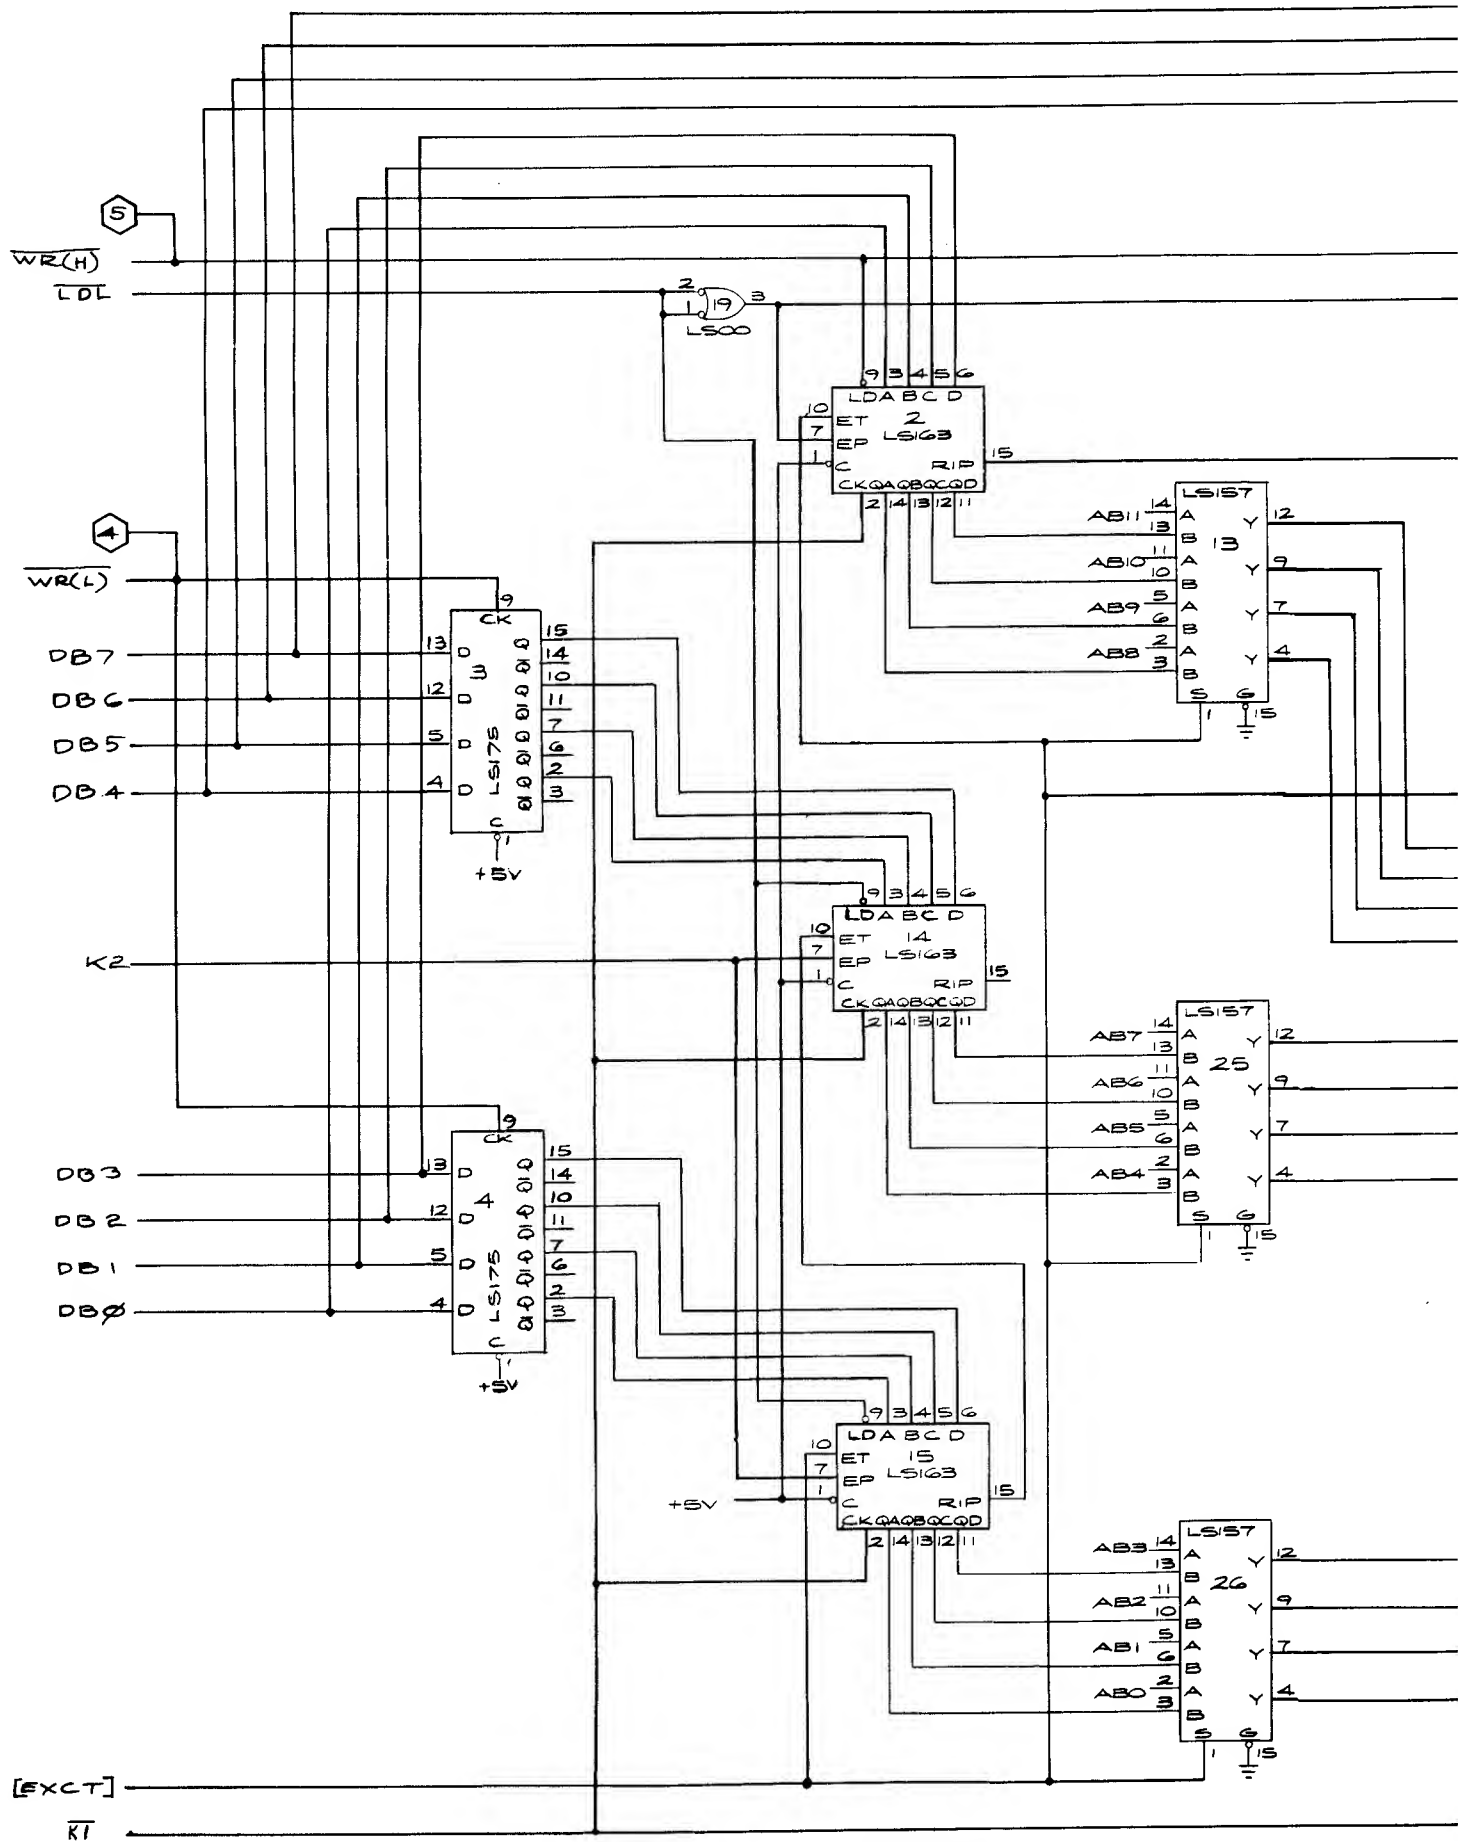 5
WR(H)
LDL
2
1
19
3
LS00
9 3 4 5 6
LD A B C D
10
ET
2
7
EP
LS163
1
C
RIP
15
CK QA QB QC QD
2 14 13 12 11
LS157
AB11 14 A Y 12
13 B 13
AB10 11 A Y 9
10 B
AB9 5 A Y 7
6 B
AB8 2 A Y 4
3 B
S G
1 15
4
WR(L)
9
CK
DB7 13 D Q 15
3 Q 14
DB6 12 D Q 10
Q 11
DB5 5 D Q 7
LS175 Q 6
DB4 4 D Q 2
Q 3
C
1
+5V
9 3 4 5 6
LD A B C D
10
ET
14
7
EP
LS163
K2
1
C
RIP
15
CK QA QB QC QD
2 14 13 12 11
LS157
AB7 14 A Y 12
13 B 25
AB6 11 A Y 9
10 B
AB5 5 A Y 7
6 B
AB4 2 A Y 4
3 B
S G
1 15
9
CK
DB3 13 D Q 15
4 Q 14
DB2 12 D Q 10
Q 11
DB1 5 D Q 7
LS175 Q 6
DBØ 4 D Q 2
Q 3
C
1
+5V
9 3 4 5 6
LD A B C D
10
ET
15
7
EP
LS163
+5V
1
C
RIP
15
CK QA QB QC QD
2 14 13 12 11
LS157
AB3 14 A Y 12
13 B 26
AB2 11 A Y 9
10 B
AB1 5 A Y 7
6 B
AB0 2 A Y 4
3 B
S G
1 15
[EXCT]
K1